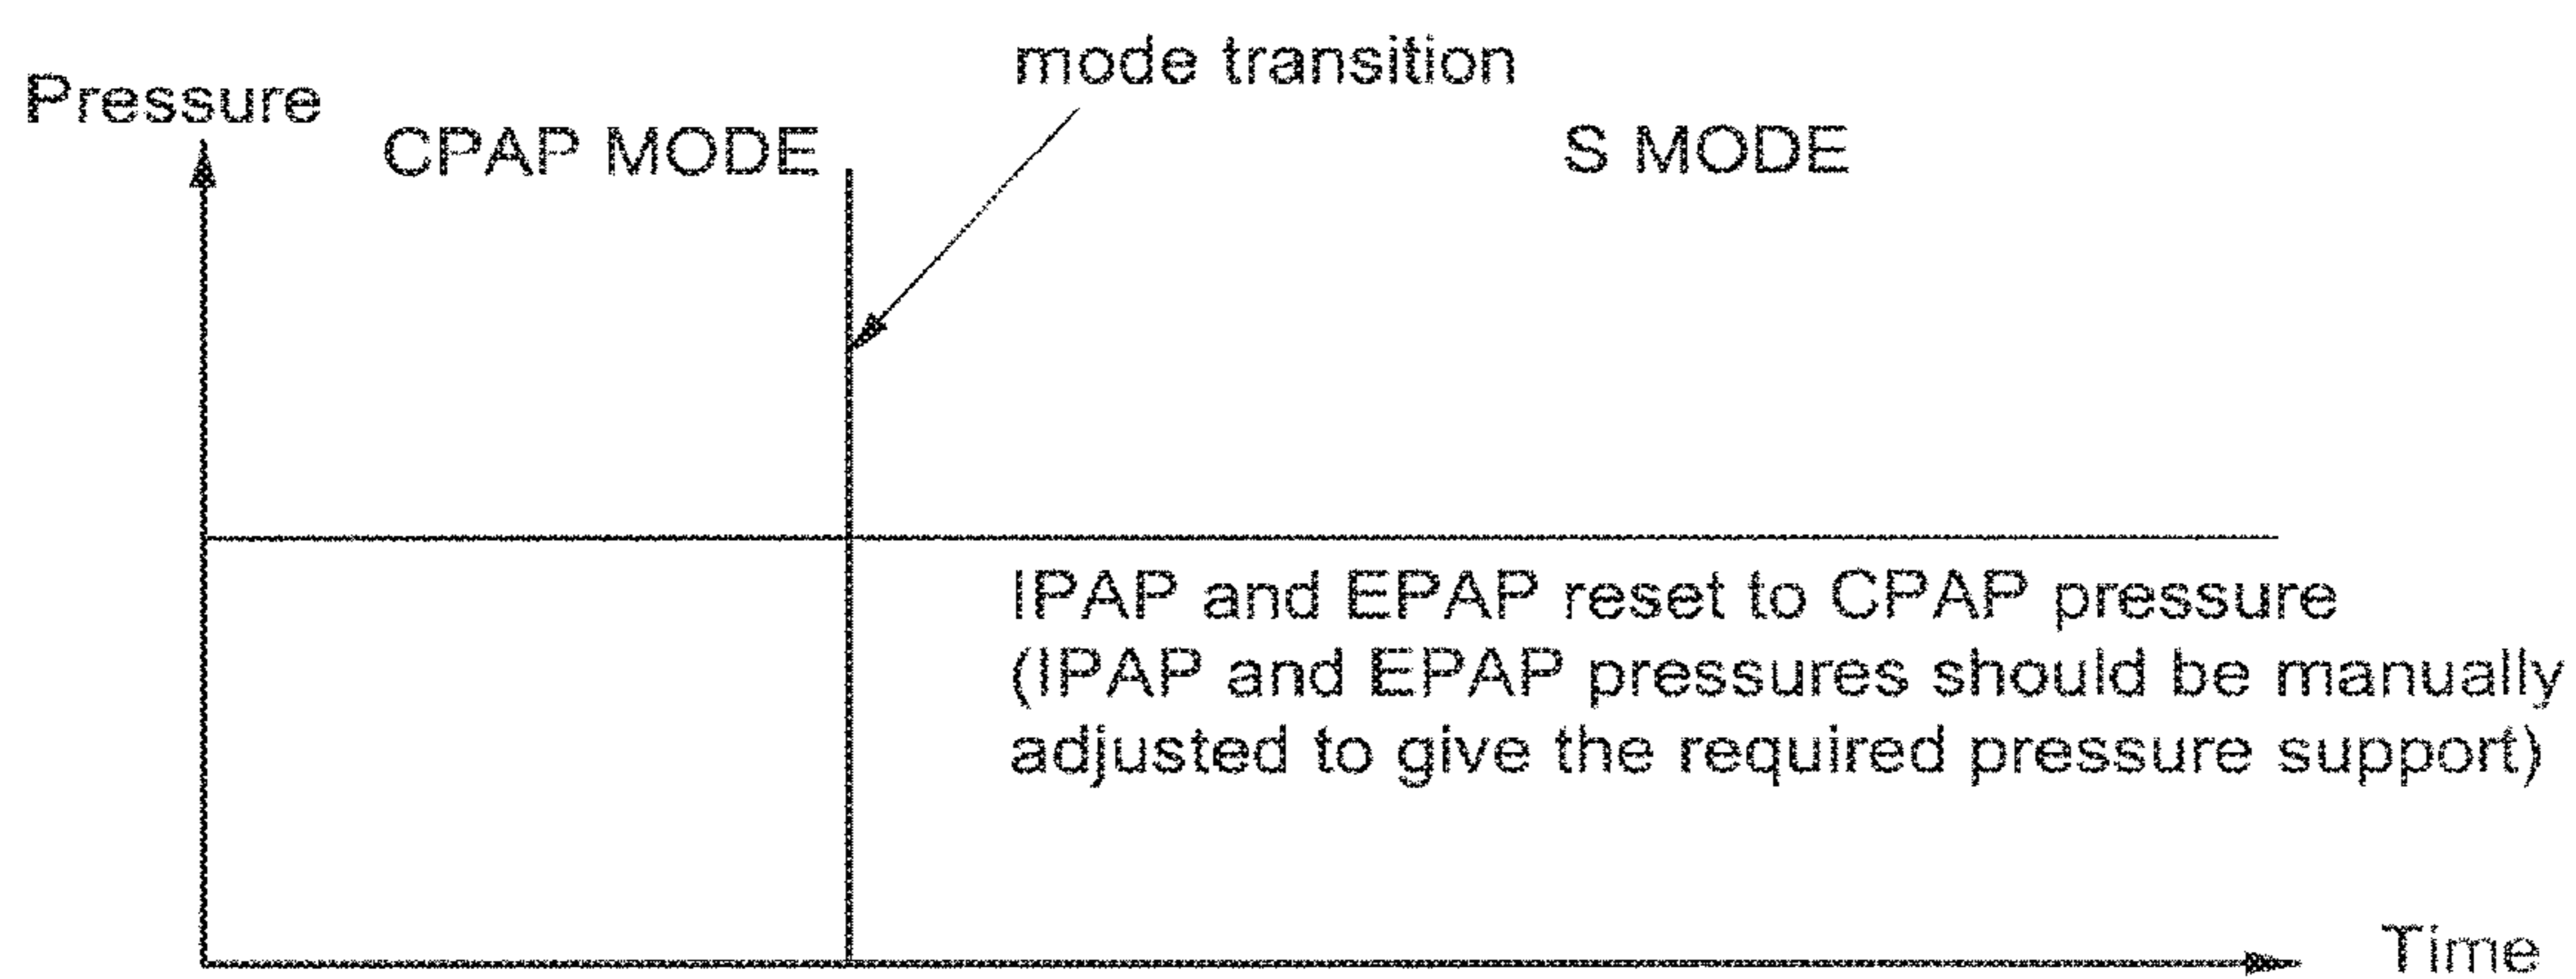 mode transition
Pressure
CPAP MODE
S MODE
IPAP and EPAP reset to CPAP pressure
(IPAP and EPAP pressures should be manually
adjusted to give the required pressure support)
Time